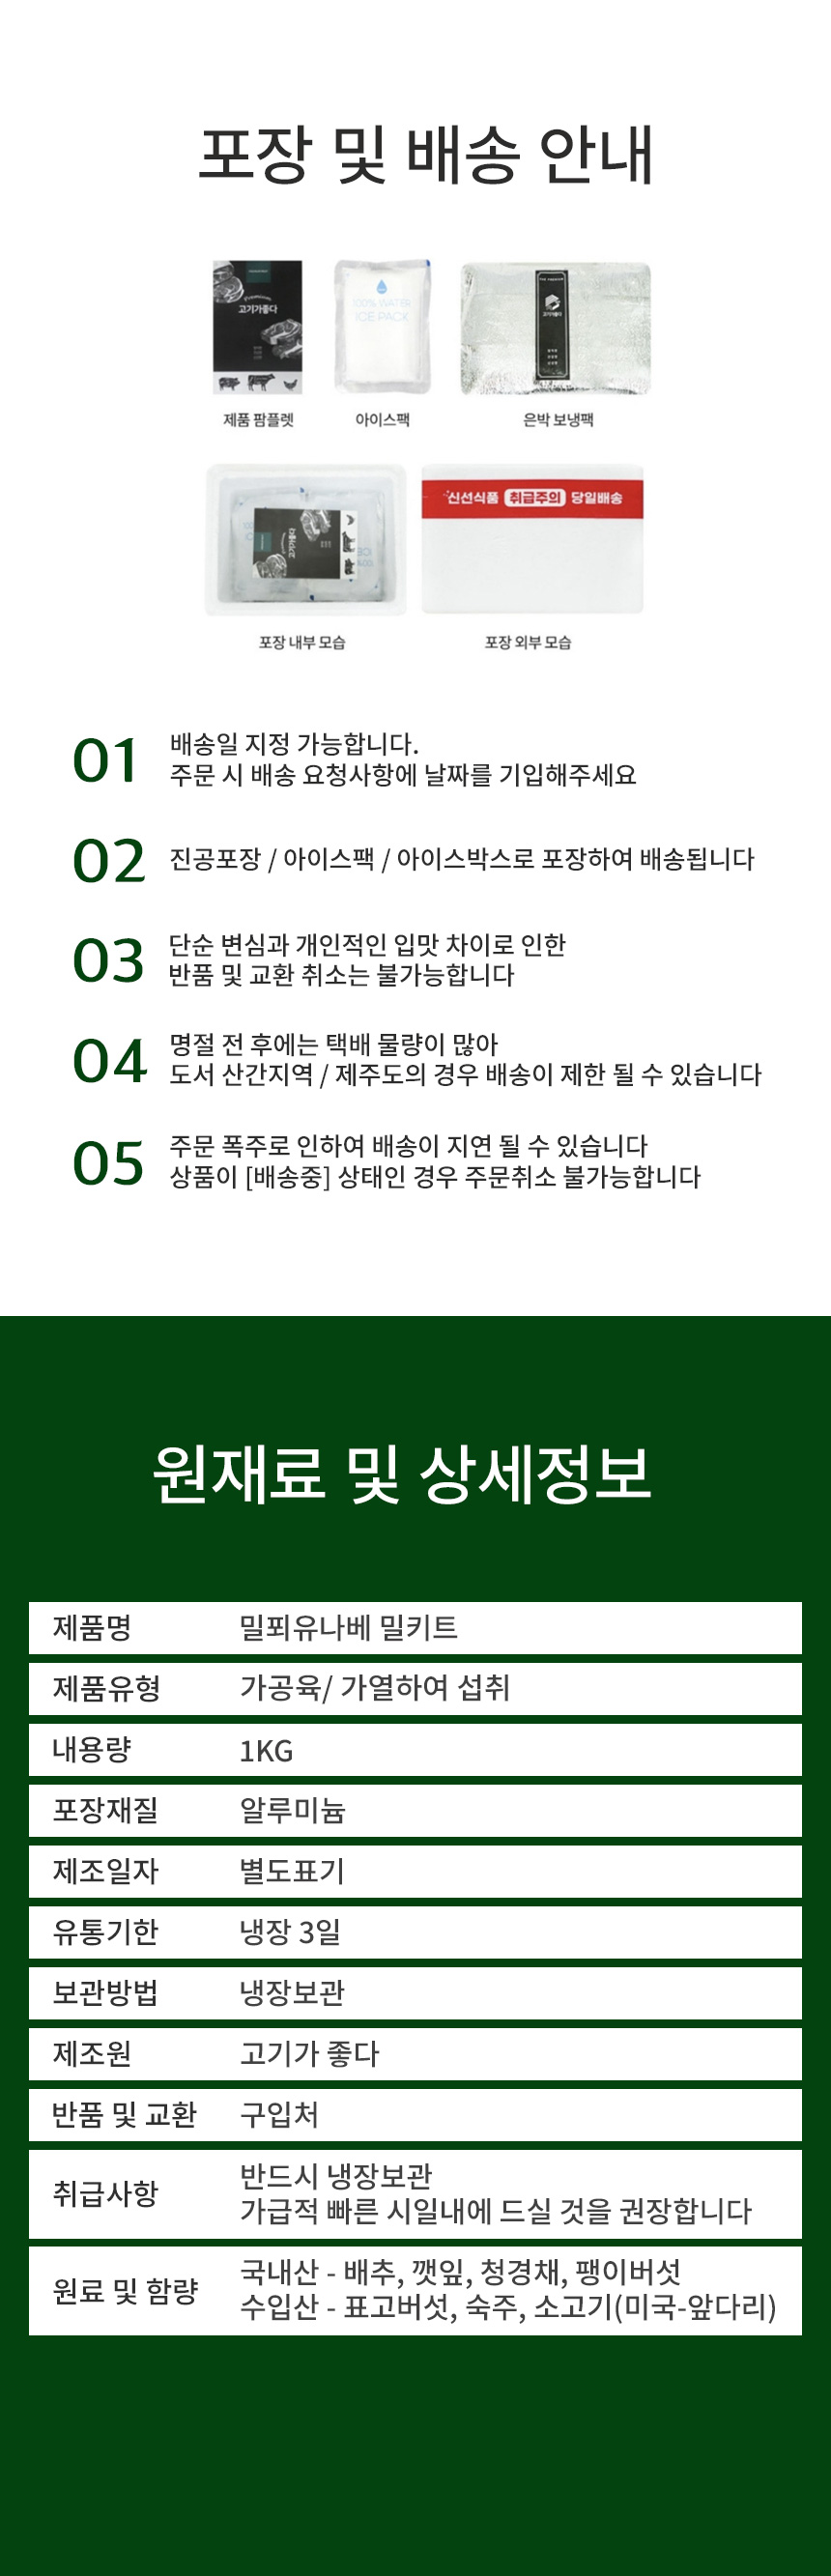 포장 및 배송 안내
Premium
고기가좋다
100% WATER
ICE PACK
고기가좋다
제품 팜플렛
아이스팩
은박 보냉팩
신선식품 취급주의 당일배송
포장 내부 모습
포장 외부 모습
01
배송일 지정 가능합니다.
주문 시 배송 요청사항에 날짜를 기입해주세요
02
진공포장 / 아이스팩 / 아이스박스로 포장하여 배송됩니다
03
단순 변심과 개인적인 입맛 차이로 인한
반품 및 교환 취소는 불가능합니다
04
명절 전 후에는 택배 물량이 많아
도서 산간지역 / 제주도의 경우 배송이 제한 될 수 있습니다
05
주문 폭주로 인하여 배송이 지연 될 수 있습니다
상품이 [배송중] 상태인 경우 주문취소 불가능합니다
원재료 및 상세정보
제품명 밀푀유나베 밀키트
제품유형 가공육/ 가열하여 섭취
내용량 1KG
포장재질 알루미늄
제조일자 별도표기
유통기한 냉장 3일
보관방법 냉장보관
제조원 고기가 좋다
반품 및 교환 구입처
취급사항 반드시 냉장보관
가급적 빠른 시일내에 드실 것을 권장합니다
원료 및 함량 국내산 - 배추, 깻잎, 청경채, 팽이버섯
수입산 - 표고버섯, 숙주, 소고기(미국-앞다리)